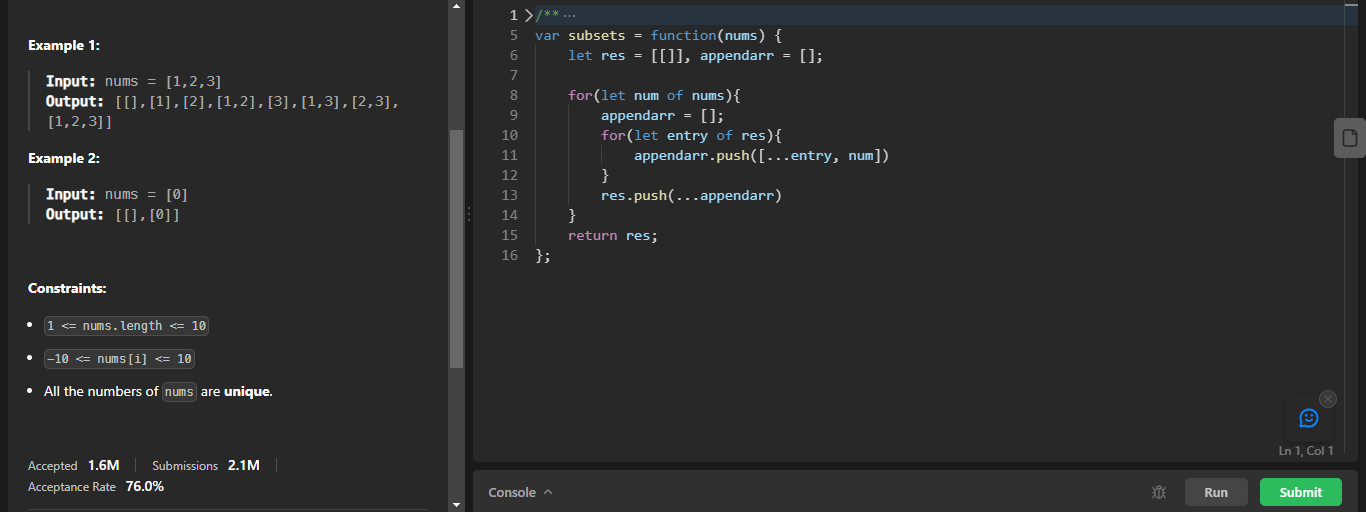 Example 1:
Input: nums = [1,2,3]
Output: [[],[1],[2],[1,2],[3],[1,3],[2,3],
[1,2,3]]
Example 2:
Input: nums = [0]
Output: [[],[0]]
Constraints:
• 1 <= nums.length <= 10
• -10 <= nums[i] <= 10
• All the numbers of nums are unique.
Accepted 1.6M Submissions 2.1M
Acceptance Rate 76.0%
1 /** ···
5 var subsets = function(nums) {
6     let res = [[]], appendarr = [];
7
8     for(let num of nums){
9         appendarr = [];
10         for(let entry of res){
11             appendarr.push([...entry, num])
12         }
13         res.push(...appendarr)
14     }
15     return res;
16 };
Ln 1, Col 1
Console Run Submit